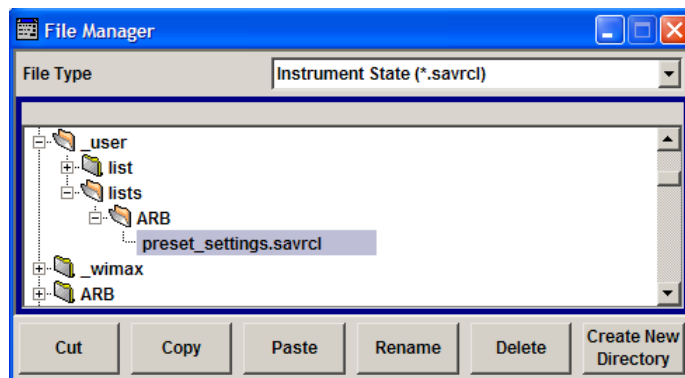 File Manager
File Type
Instrument State (*.savrcl)
_user
list
lists
ARB
preset_settings.savrcl
_wimax
ARB
Cut
Copy
Paste
Rename
Delete
Create New
Directory